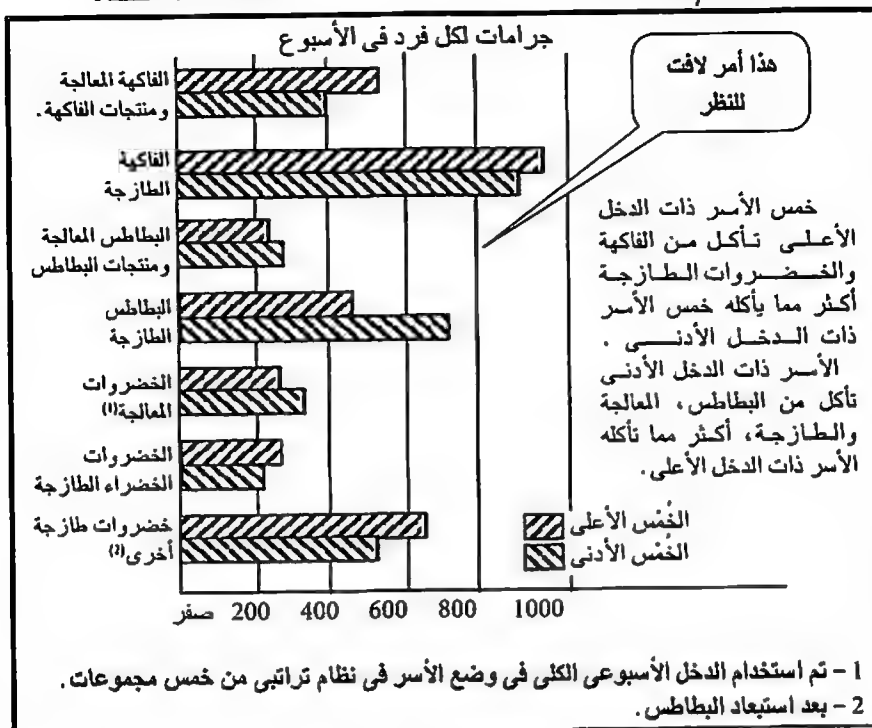 جرامات لكل فرد فى الأسبوع
هذا أمر لافت
للنظر
الفاكهة المعالجة
ومنتجات الفاكهة.
الفاكهة
الطازجة
البطاطس المعالجة
ومنتجات البطاطس
البطاطس
الطازجة
الخضروات
المعالجة(1)
الخضروات
الخضراء الطازجة
خضروات طازجة
أخرى(2)
خمس الأسر ذات الدخل
الأعلى تأكل من الفاكهة
والخضروات الطازجة
أكثر مما يأكله خمس الأسر
ذات الدخل الأدنى .
الأسر ذات الدخل الأدنى
تأكل من البطاطس، المعالجة
والطازجة، أكثر مما تأكله
الأسر ذات الدخل الأعلى.
الخُمْس الأعلى
الخُمْس الأدنى
صفر 200 400 600 800 1000
1 – تم استخدام الدخل الأسبوعى الكلى فى وضع الأسر فى نظام تراتبى من خمس مجموعات.
2 – بعد استبعاد البطاطس.